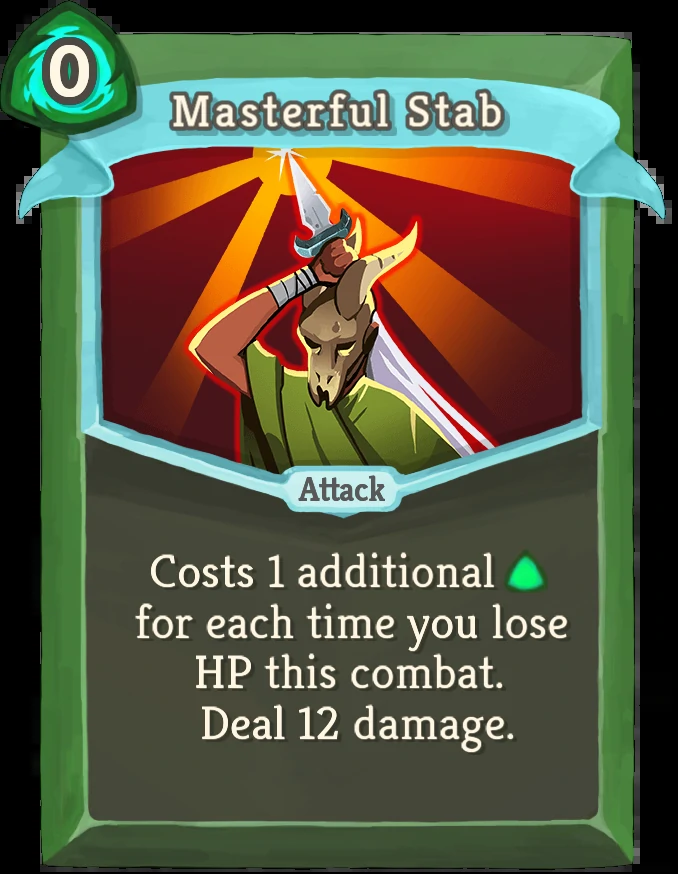 0
Masterful Stab
Attack
Costs 1 additional
for each time you lose
HP this combat.
Deal 12 damage.